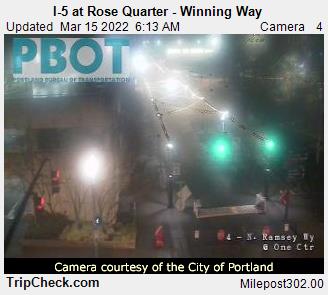 I-5 at Rose Quarter - Winning Way
Updated Mar 15 2022 6:13 AM Camera 4
PBOT
PORTLAND BUREAU OF TRANSPORTATION
4 - N. Ramsey Wy
@ One Ctr
Camera courtesy of the City of Portland
TripCheck.com Milepost302.00